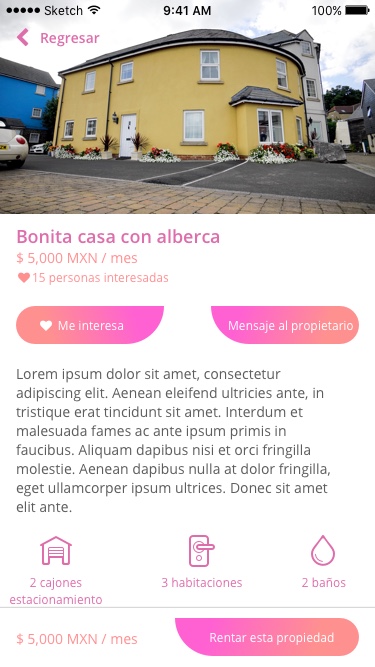 Sketch 9:41 AM 100%
Regresar
Bonita casa con alberca
$ 5,000 MXN / mes
15 personas interesadas
Me interesa Mensaje al propietario
Lorem ipsum dolor sit amet, consectetur
adipiscing elit. Aenean eleifend ultricies ante, in
tristique erat tincidunt sit amet. Interdum et
malesuada fames ac ante ipsum primis in
faucibus. Aliquam dapibus nisi et orci fringilla
molestie. Aenean dapibus nulla at dolor fringilla,
eget ullamcorper ipsum ultrices. Donec sit amet
elit ante.
2 cajones 3 habitaciones 2 baños
estacionamiento
$ 5,000 MXN / mes Rentar esta propiedad